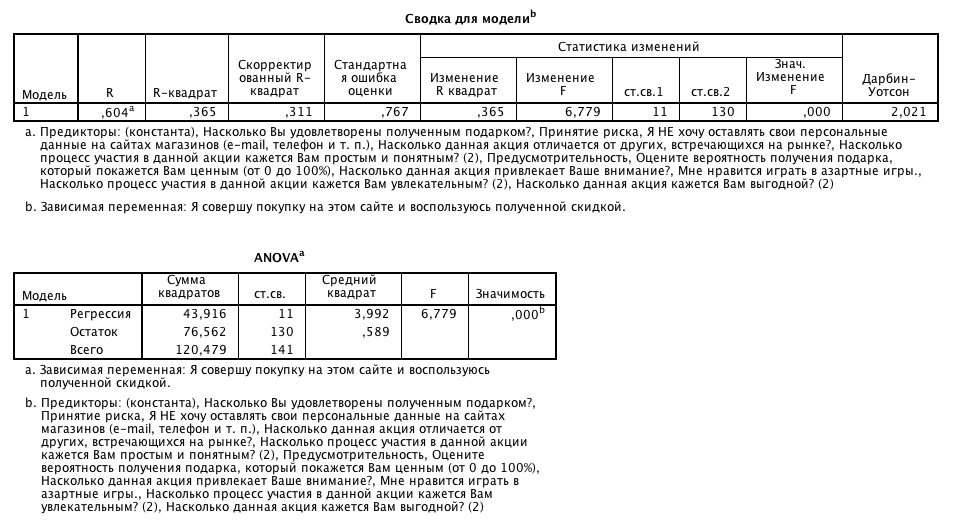 Сводка для моделиb
Статистика изменений
Модель R R-квадрат Скорректир ованный R- квадрат Стандартна я ошибка оценки Изменение R квадрат Изменение F ст.св.1 ст.св.2 Знач. Изменение F Дарбин- Уотсон
1 ,604a ,365 ,311 ,767 ,365 6,779 11 130 ,000 2,021
a. Предикторы: (константа), Насколько Вы удовлетворены полученным подарком?, Принятие риска, Я НЕ хочу оставлять свои персональные
данные на сайтах магазинов (e-mail, телефон и т. п.), Насколько данная акция отличается от других, встречающихся на рынке?, Насколько
процесс участия в данной акции кажется Вам простым и понятным? (2), Предусмотрительность, Оцените вероятность получения подарка,
который покажется Вам ценным (от 0 до 100%), Насколько данная акция привлекает Ваше внимание?, Мне нравится играть в азартные игры.,
Насколько процесс участия в данной акции кажется Вам увлекательным? (2), Насколько данная акция кажется Вам выгодной? (2)
b. Зависимая переменная: Я совершу покупку на этом сайте и воспользуюсь полученной скидкой.
ANOVAa
Модель Сумма квадратов ст.св. Средний квадрат F Значимость
1 Регрессия 43,916 11 3,992 6,779 ,000b
Остаток 76,562 130 ,589
Всего 120,479 141
a. Зависимая переменная: Я совершу покупку на этом сайте и воспользуюсь
полученной скидкой.
b. Предикторы: (константа), Насколько Вы удовлетворены полученным подарком?,
Принятие риска, Я НЕ хочу оставлять свои персональные данные на сайтах
магазинов (e-mail, телефон и т. п.), Насколько данная акция отличается от
других, встречающихся на рынке?, Насколько процесс участия в данной акции
кажется Вам простым и понятным? (2), Предусмотрительность, Оцените
вероятность получения подарка, который покажется Вам ценным (от 0 до 100%),
Насколько данная акция привлекает Ваше внимание?, Мне нравится играть в
азартные игры., Насколько процесс участия в данной акции кажется Вам
увлекательным? (2), Насколько данная акция кажется Вам выгодной? (2)